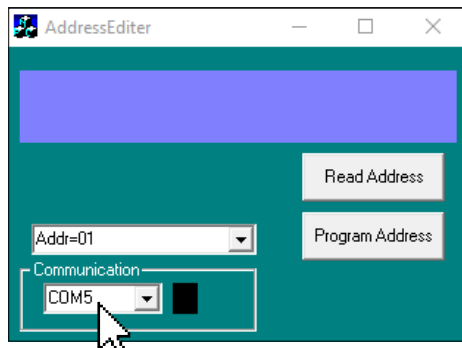 AddressEditer
Read Address
Addr=01
Program Address
Communication
COM5